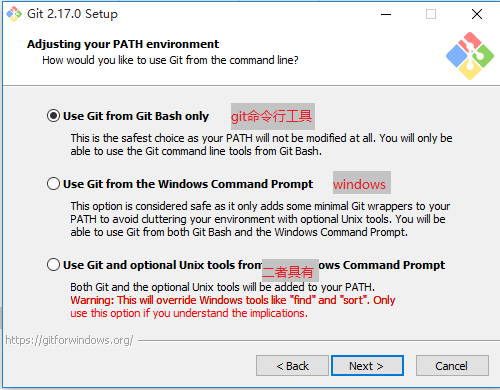 Git 2.17.0 Setup
Adjusting your PATH environment
How would you like to use Git from the command line?
Use Git from Git Bash only git命令行工具
This is the safest choice as your PATH will not be modified at all. You will only be
able to use the Git command line tools from Git Bash.
Use Git from the Windows Command Prompt windows
This option is considered safe as it only adds some minimal Git wrappers to your
PATH to avoid cluttering your environment with optional Unix tools. You will be
able to use Git from both Git Bash and the Windows Command Prompt.
Use Git and optional Unix tools from 二者具有 ows Command Prompt
Both Git and the optional Unix tools will be added to your PATH.
Warning: This will override Windows tools like "find" and "sort". Only
use this option if you understand the implications.
https://gitforwindows.org/
< Back Next > Cancel